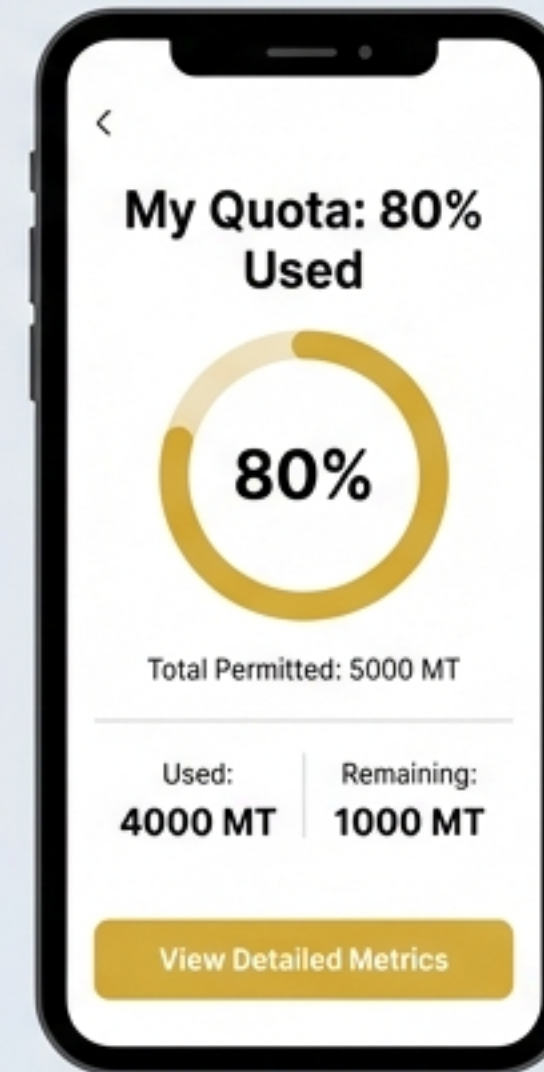 My Quota: 80%
Used
80%
Total Permitted: 5000 MT
Used:
4000 MT
Remaining:
1000 MT
View Detailed Metrics